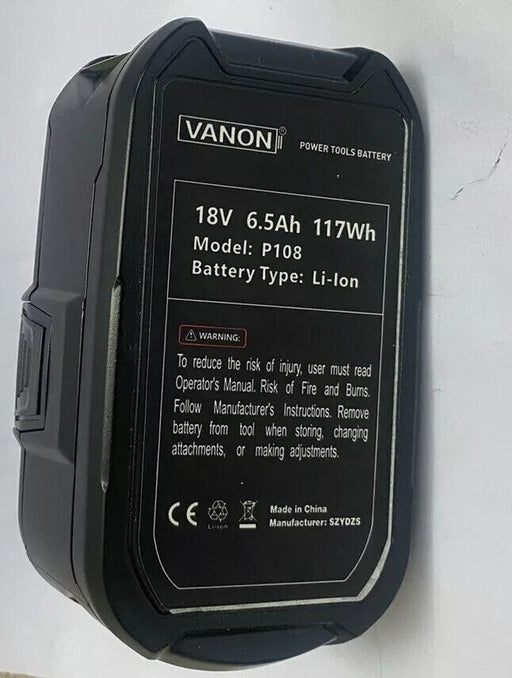 VANON®
POWER TOOLS BATTERY
18V 6.5Ah 117Wh
Model: P108
Battery Type: Li-Ion
WARNING:
To reduce the risk of injury, user must read
Operator's Manual. Risk of Fire and Burns.
Follow Manufacturer's Instructions. Remove
battery from tool when storing, changing
attachments, or making adjustments.
CE
Li-ion
Made in China
Manufacturer: SZYDZS